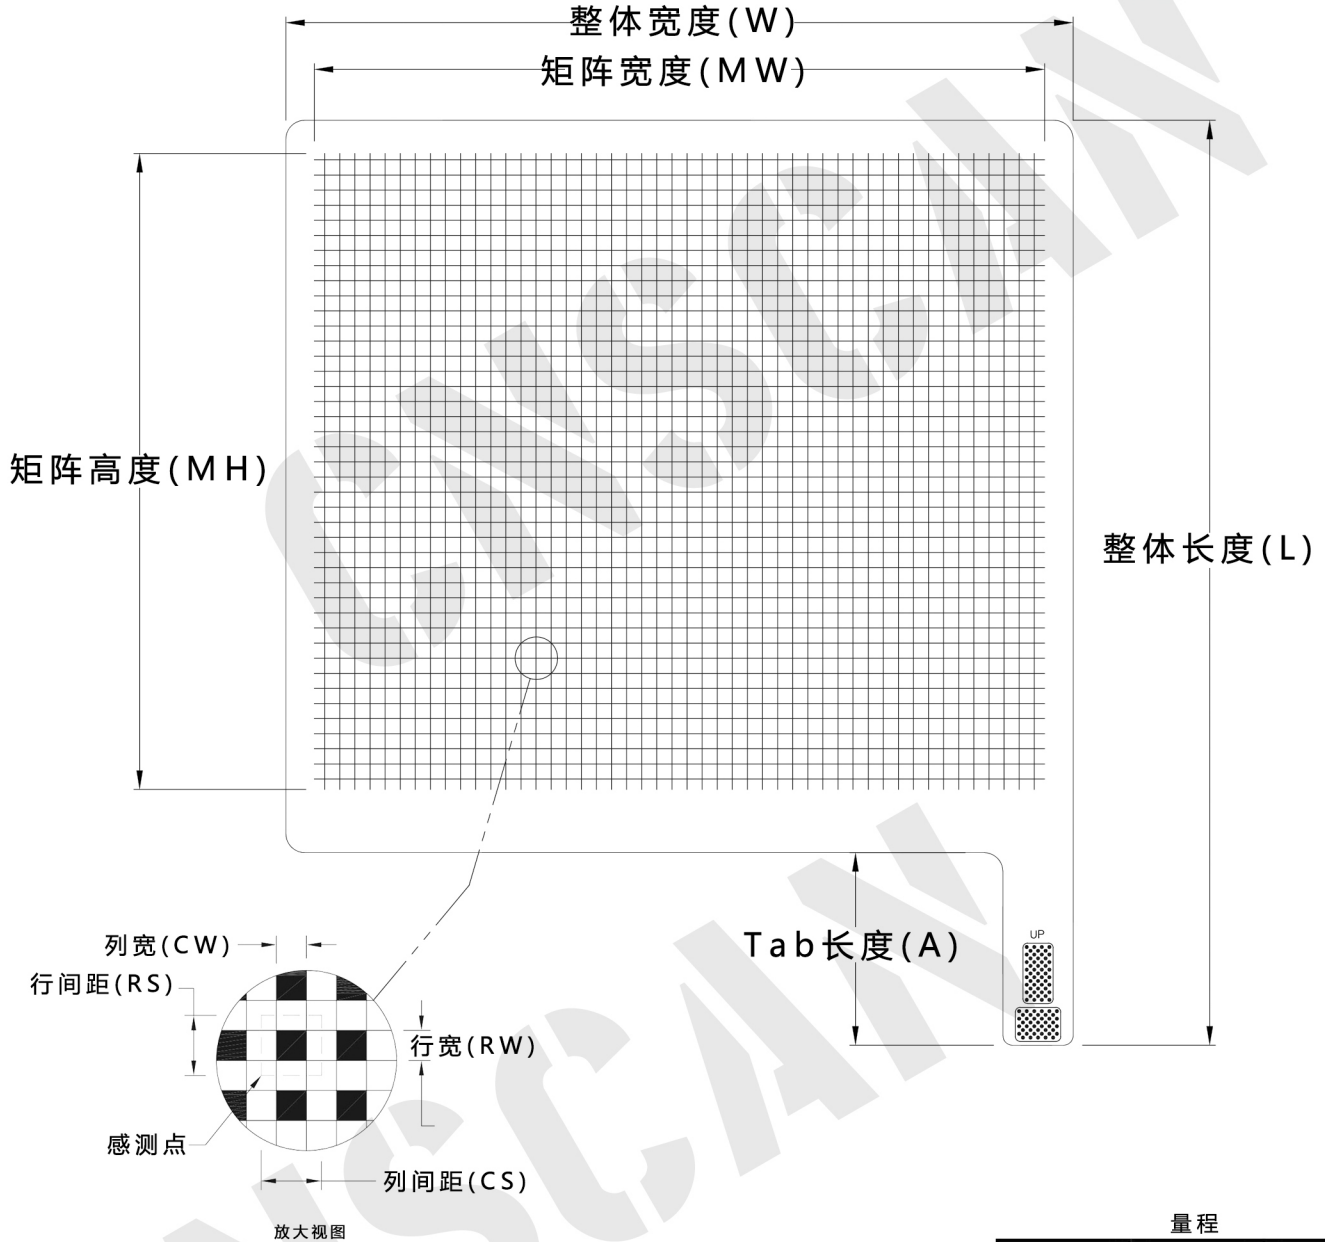 整体宽度(W)
矩阵宽度(MW)
矩阵高度(MH)
整体长度(L)
Tab长度(A)
UP
列宽(CW)
行间距(RS)
行宽(RW)
感测点
列间距(CS)
放大视图
量程
CNSCAN
CNSCAN